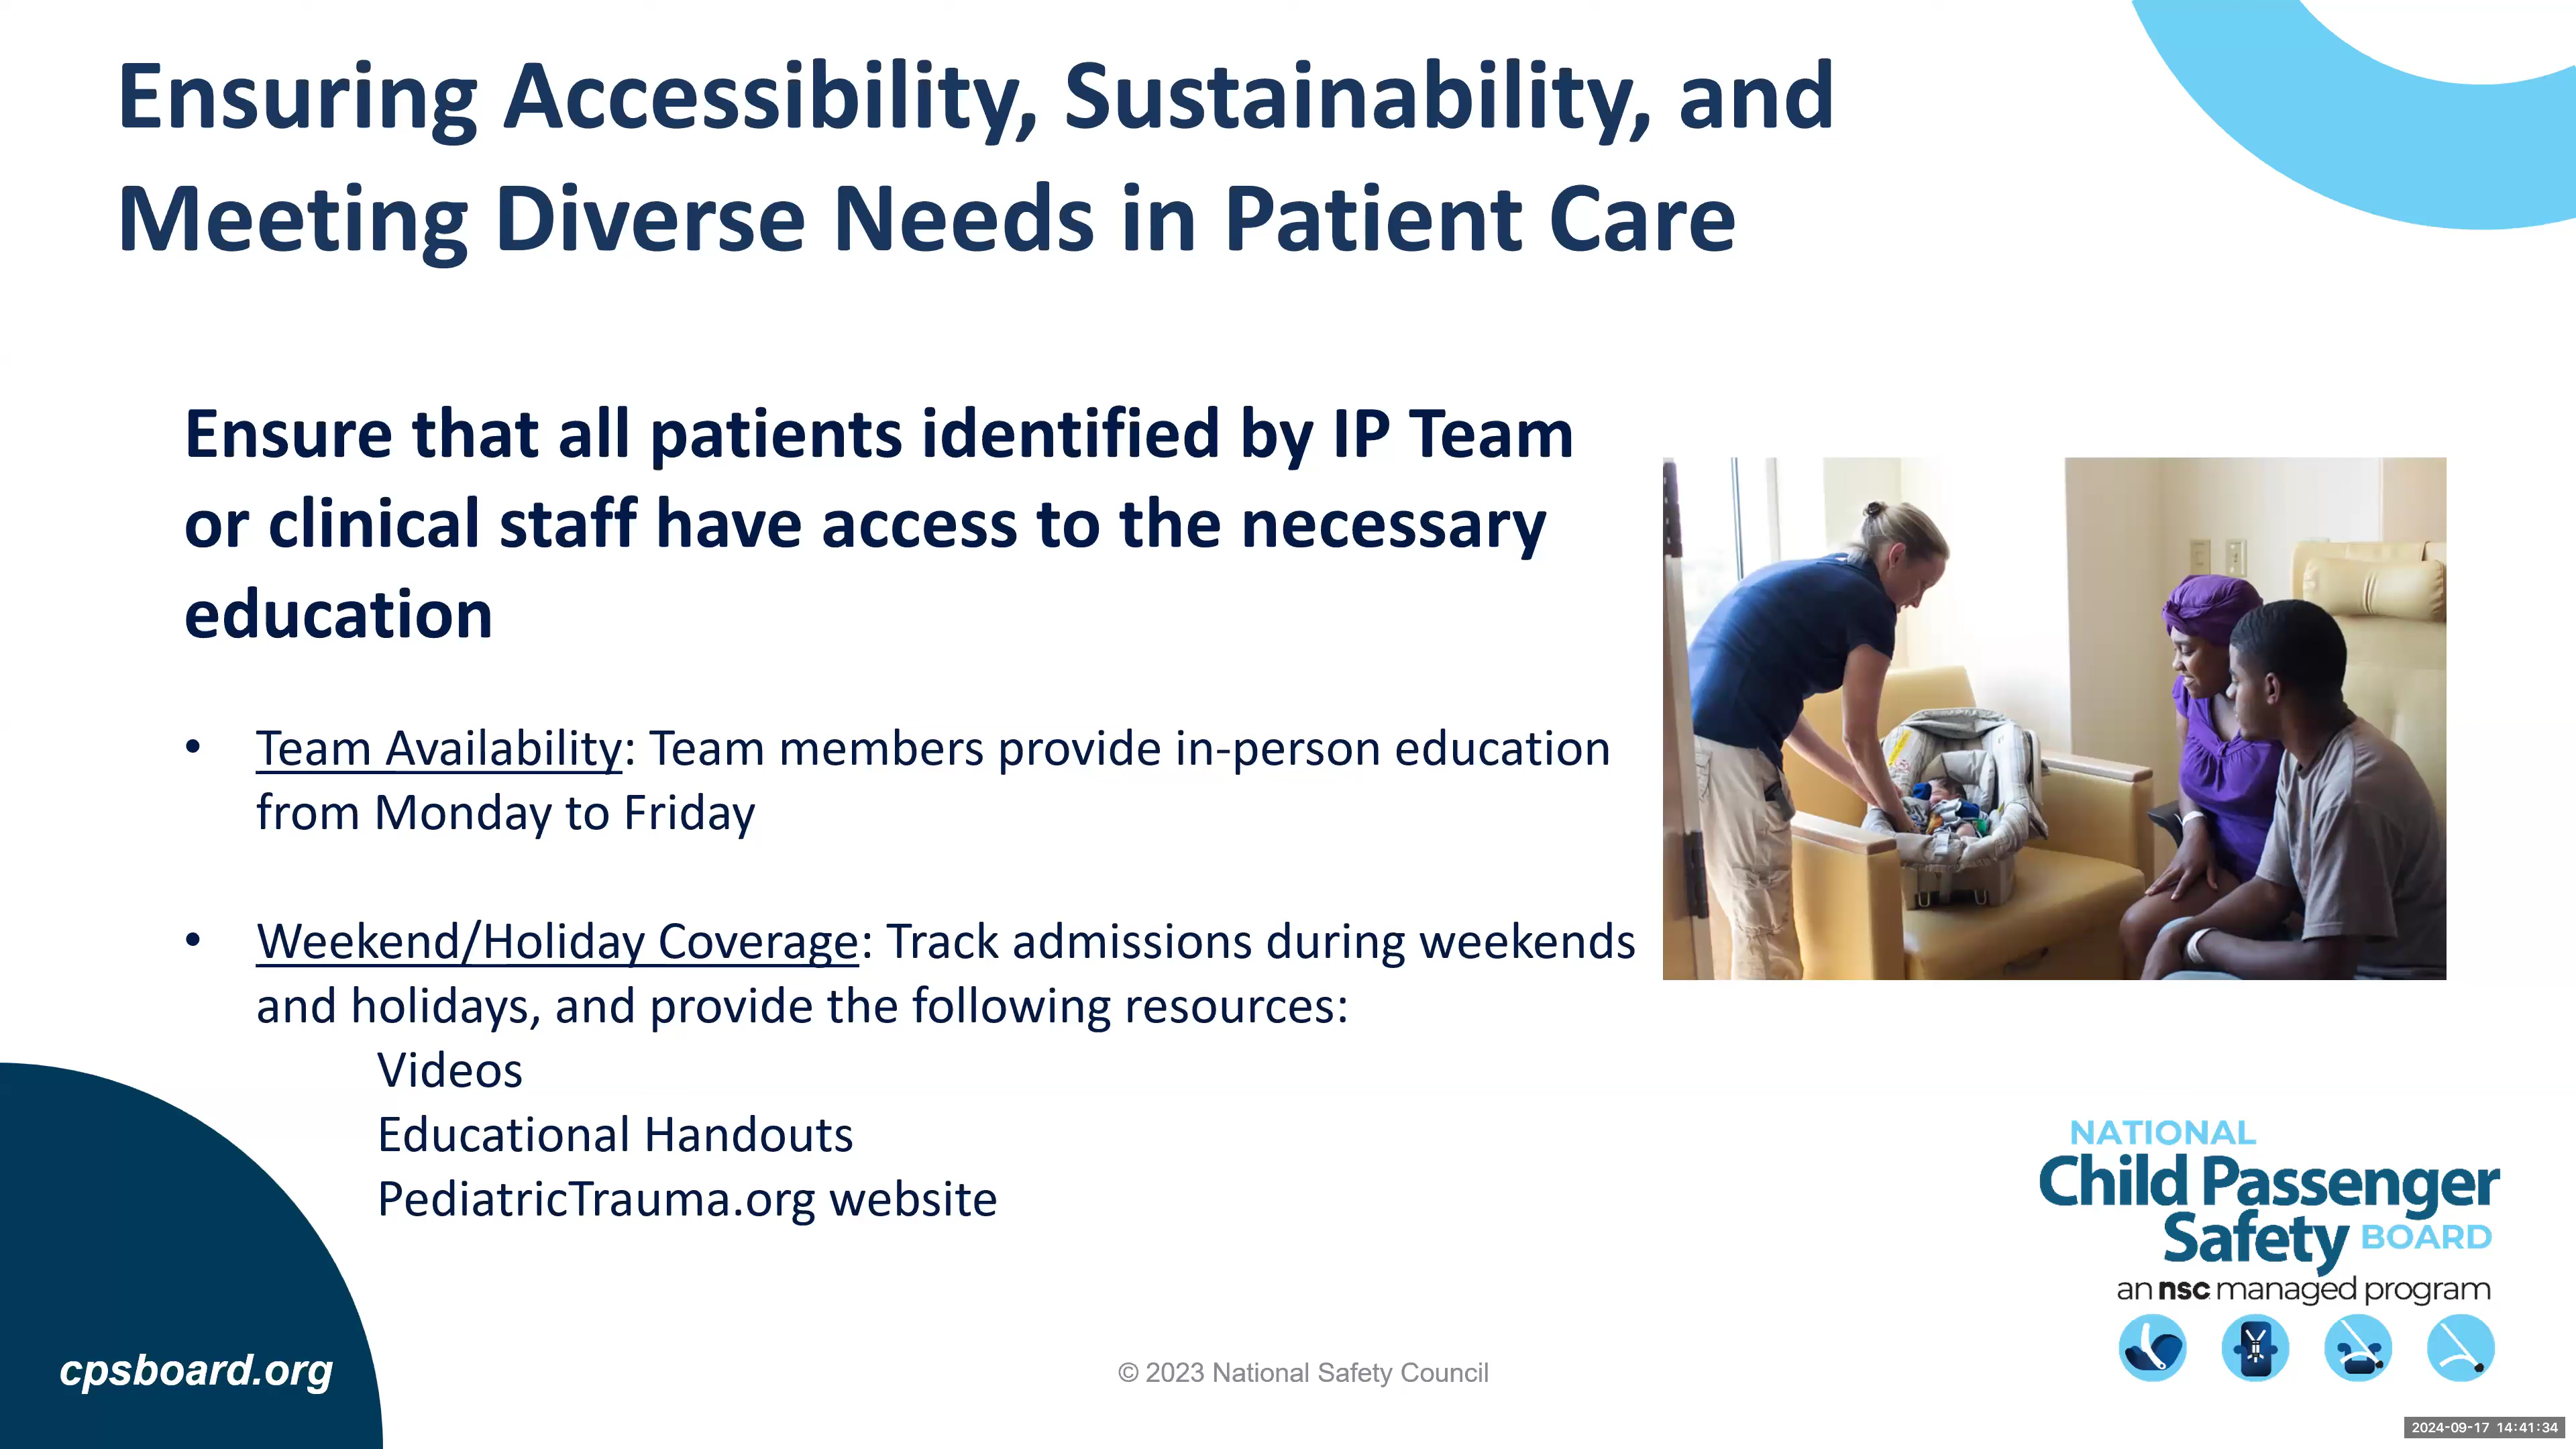 Ensuring Accessibility, Sustainability, and
Meeting Diverse Needs in Patient Care
Ensure that all patients identified by IP Team
or clinical staff have access to the necessary
education
• Team Availability: Team members provide in-person education
from Monday to Friday
• Weekend/Holiday Coverage: Track admissions during weekends
and holidays, and provide the following resources:
Videos
Educational Handouts
PediatricTrauma.org website
NATIONAL
Child Passenger
Safety BOARD
an nsc managed program
cpsboard.org
© 2023 National Safety Council
2024-09-17 14:41:34